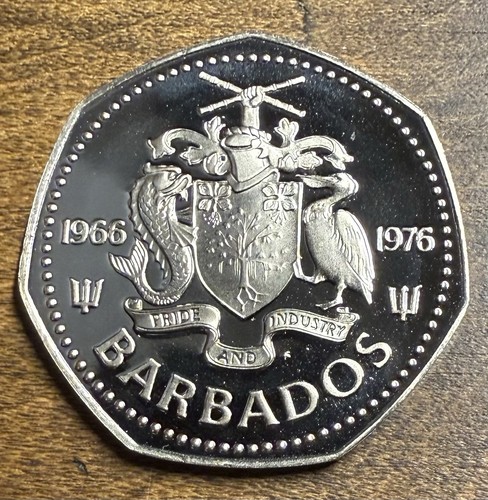 1966 1976
PRIDE AND INDUSTRY
F
BARBADOS